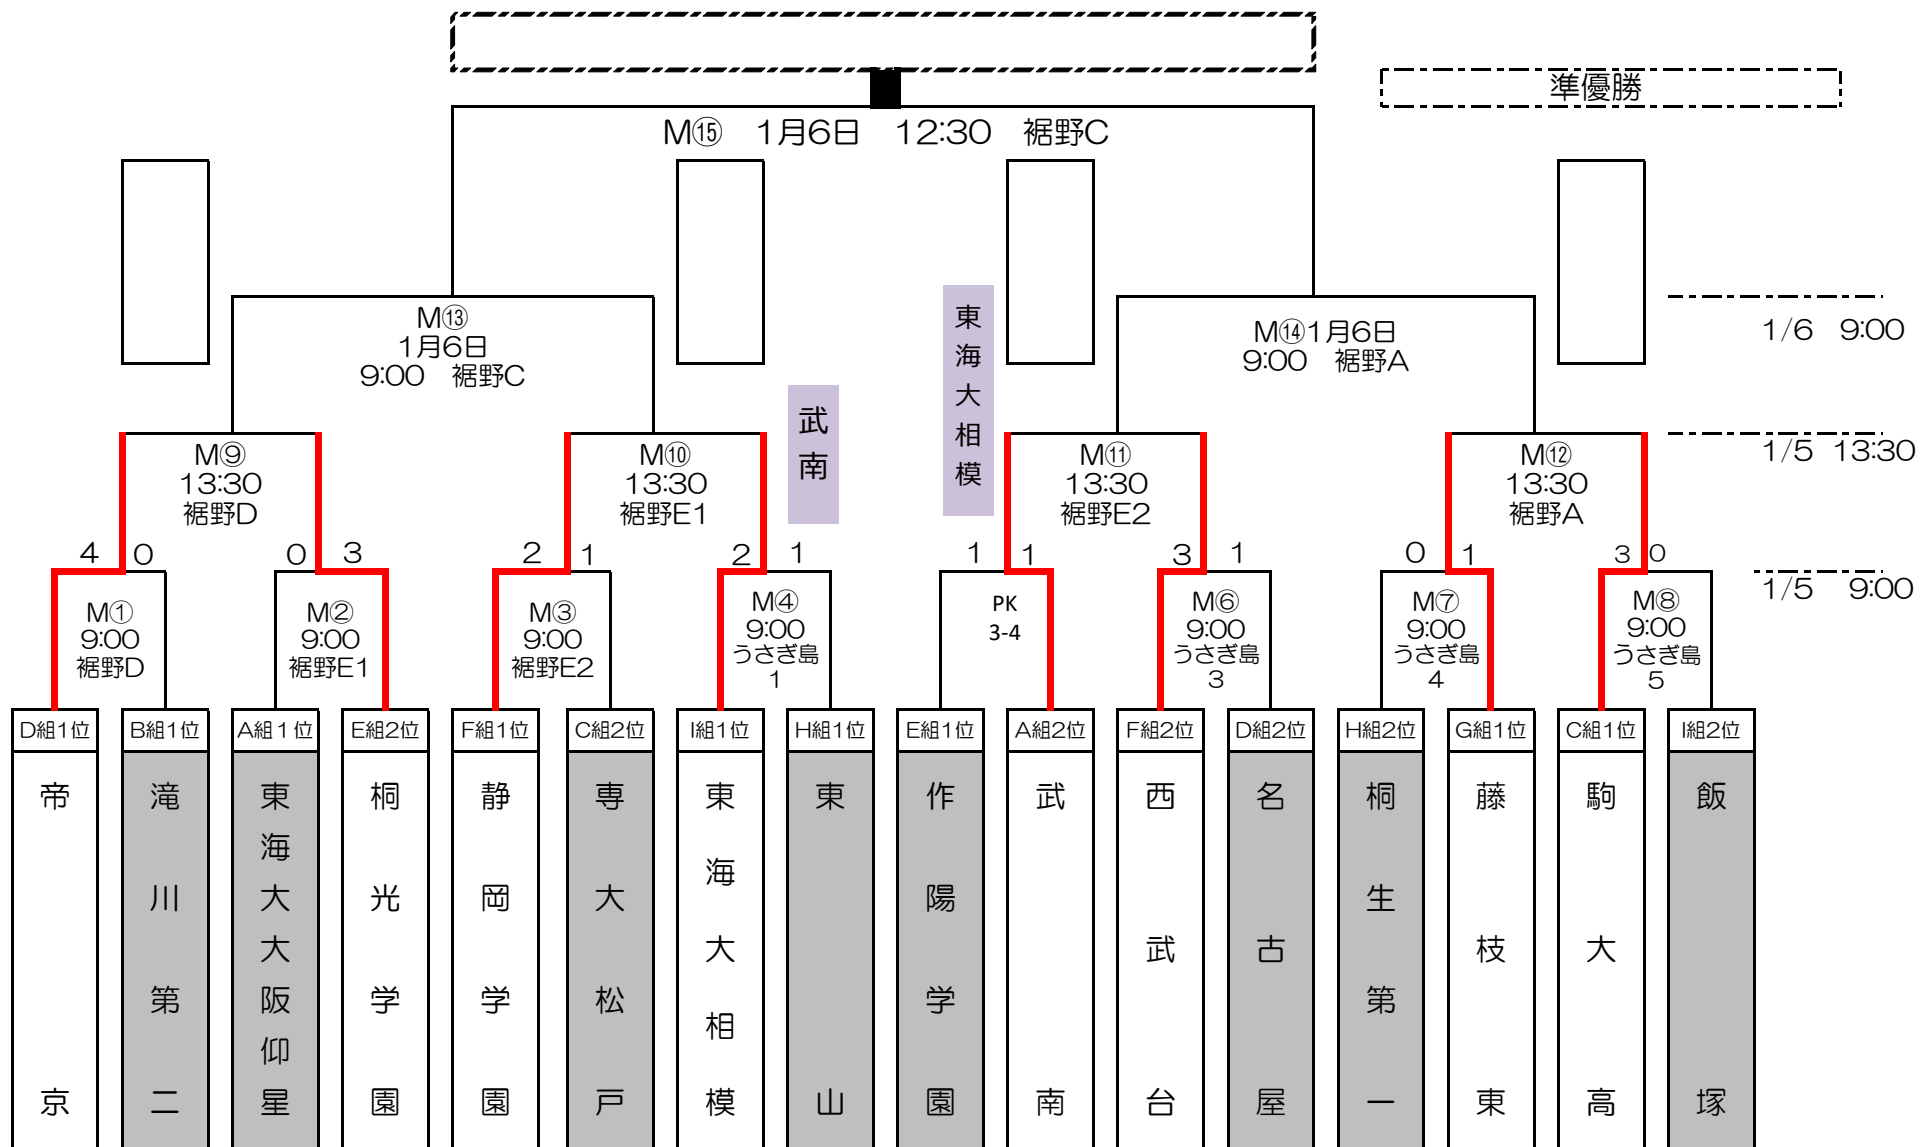 準優勝
M⑮ 1月6日 12:30 裾野C
M⑬
1月6日
9:00 裾野C
東海大相模
M⑭1月6日
9:00 裾野A
1/6 9:00
武南
M⑨
13:30
裾野D
M⑩
13:30
裾野E1
M⑪
13:30
裾野E2
M⑫
13:30
裾野A
1/5 13:30
4 0 0 3 2 1 2 1 1 1 3 1 0 1 3 0
M①
9:00
裾野D
M②
9:00
裾野E1
M③
9:00
裾野E2
M④
9:00
うさぎ島
1
PK
3-4
M⑥
9:00
うさぎ島
3
M⑦
9:00
うさぎ島
4
M⑧
9:00
うさぎ島
5
1/5 9:00
D組1位 B組1位 A組1位 E組2位 F組1位 C組2位 I組1位 H組1位 E組1位 A組2位 F組2位 D組2位 H組2位 G組1位 C組1位 I組2位
帝京
滝川第二
東海大大阪仰星
桐光学園
静岡学園
専大松戸
東海大相模
東山
作陽学園
武南
西武台
名古屋
桐生第一
藤枝東
駒大高
飯塚